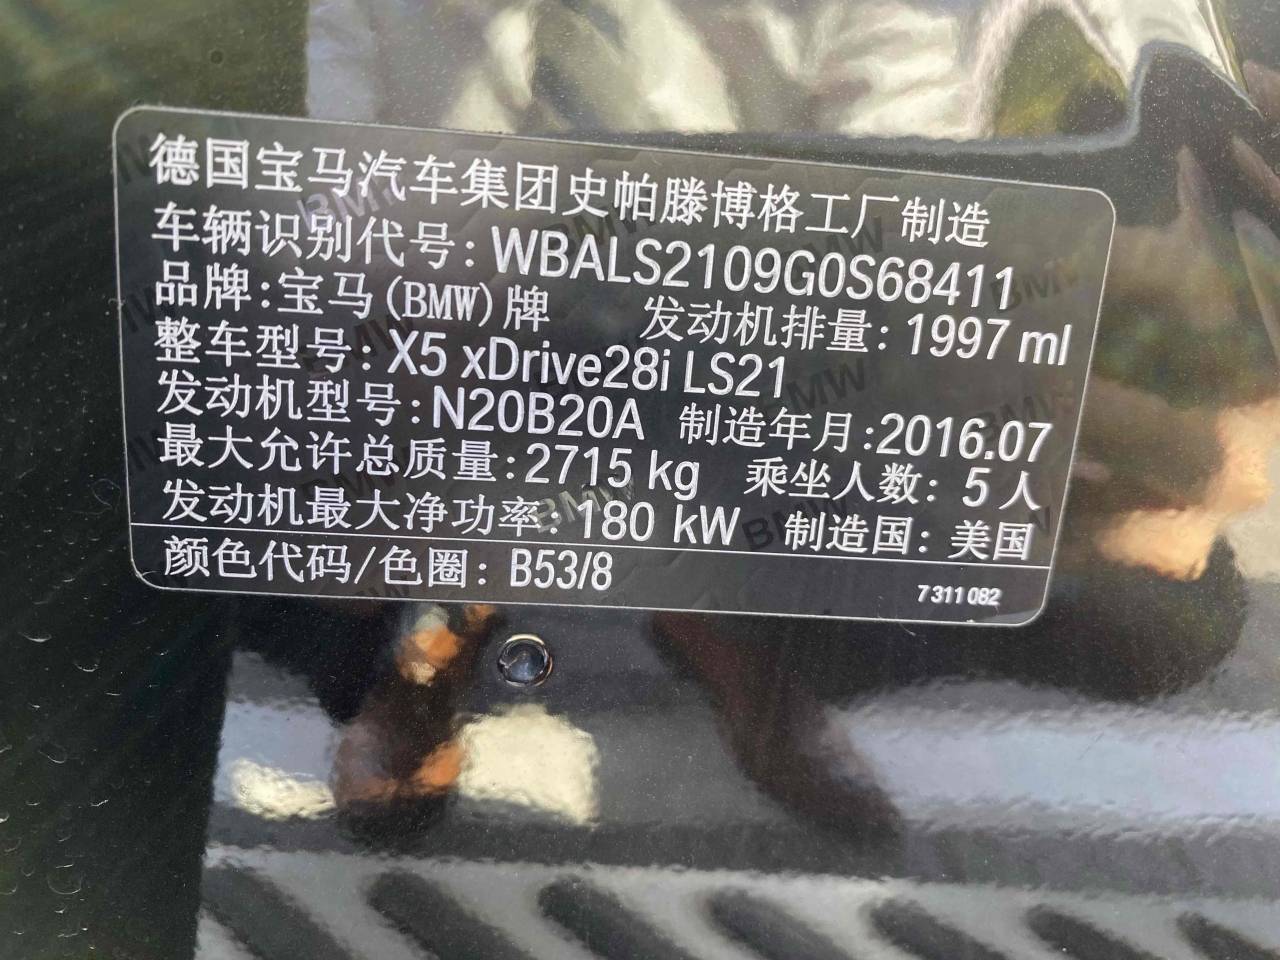 德国宝马汽车集团史帕滕博格工厂制造
车辆识别代号: WBALS2109G0S68411
品牌:宝马(BMW)牌 发动机排量: 1997 ml
整车型号: X5 xDrive28i LS21
发动机型号: N20B20A 制造年月:2016.07
最大允许总质量: 2715 kg 乘坐人数: 5人
发动机最大净功率: 180 kW 制造国: 美国
颜色代码/色圈: B53/8
7311082